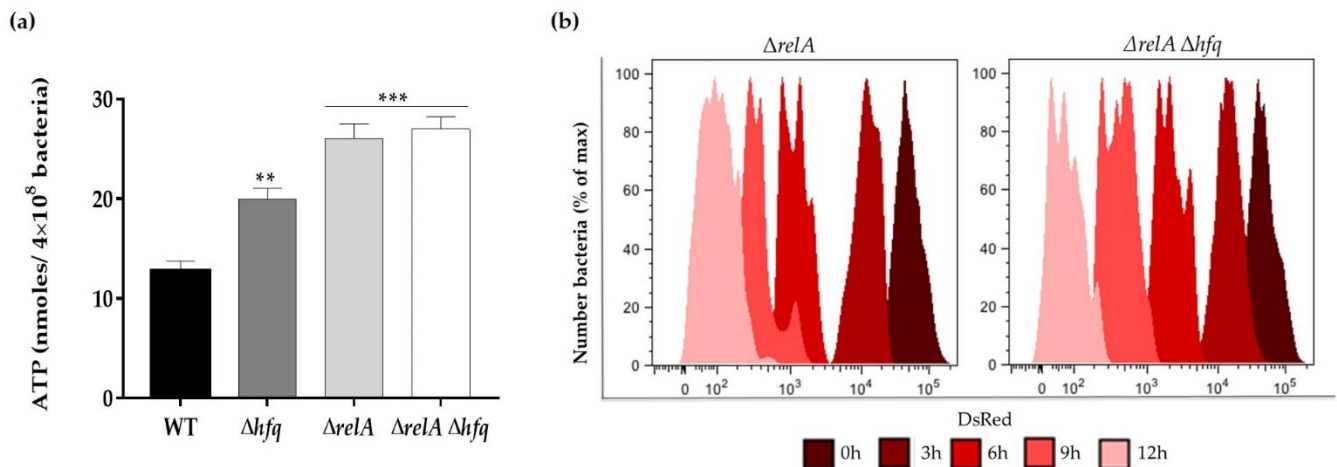 (a)
ATP (nmoles/ 4×10⁸ bacteria)
30
20
10
0
**
***
WT
Δhfq
ΔrelA
ΔrelA Δhfq
(b)
ΔrelA
ΔrelA Δhfq
Number bacteria (% of max)
100
80
60
40
20
0
0 10² 10³ 10⁴ 10⁵
100
80
60
40
20
0
0 10² 10³ 10⁴ 10⁵
DsRed
0h 3h 6h 9h 12h